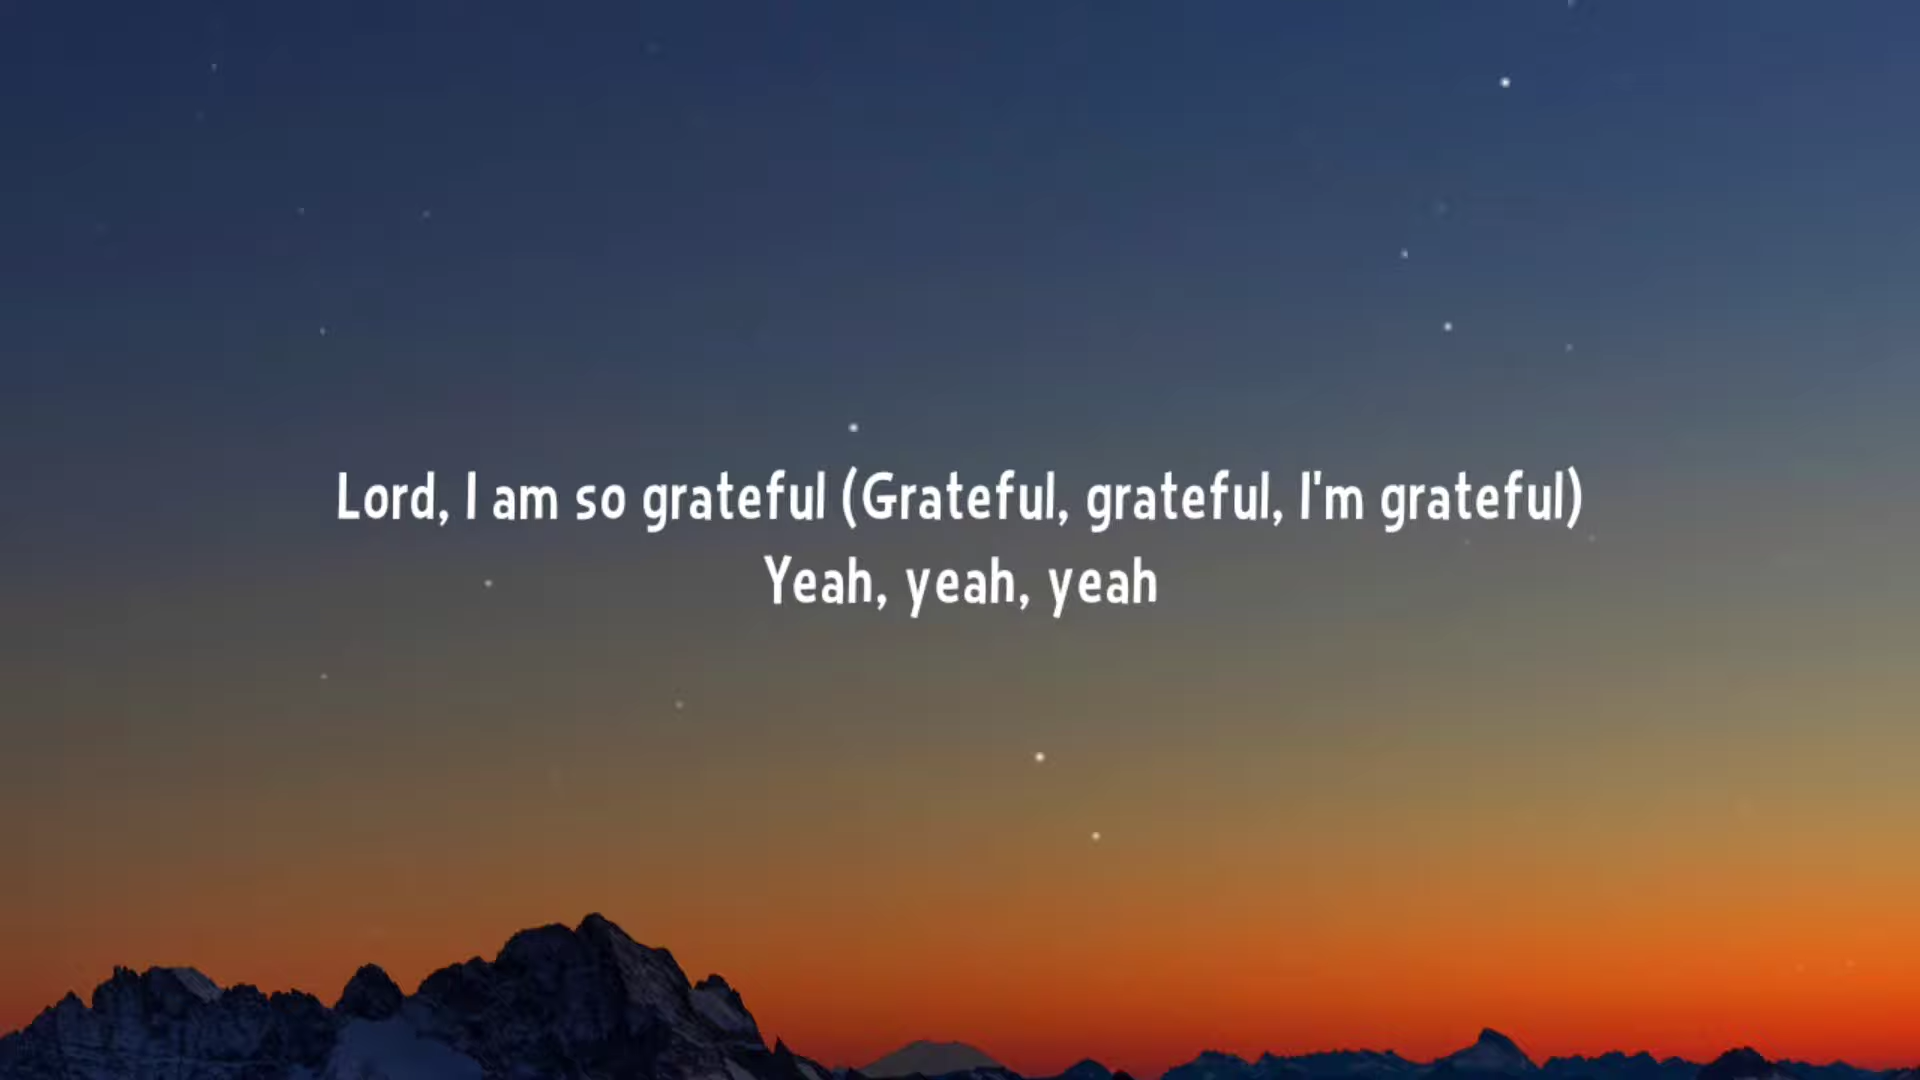 Lord, I am so grateful (Grateful, grateful, I'm grateful)
Yeah, yeah, yeah